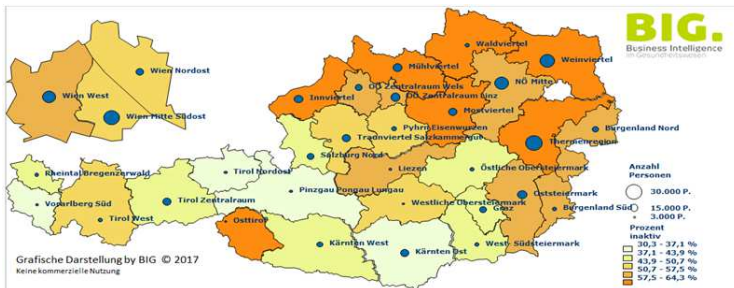 BIG.
Business Intelligence
im Gesundheitswesen
Waldviertel
Weinviertel
Mühlviertel
Wien Nordost
OÖ Zentralraum Wels
NÖ Mitte
Wien West
Innviertel
OÖ Zentralraum Linz
Mostviertel
Wien Mitte Südost
Pyhrn Eisenwurzen
Burgenland Nord
Traunviertel Salzkammergut
Thermenregion
Salzburg Nord
Rheintal Bregenzerwald
Tirol Nordost
Liezen
Östliche Obersteiermark
Pinzgau Pongau Lungau
Oststeiermark
Vorarlberg Süd
Tirol Zentralraum
Westliche Obersteiermark
Graz
Burgenland Süd
Tirol West
Osttirol
Kärnten West
Kärnten Ost
West- Südsteiermark
Anzahl
Personen
30.000 P.
15.000 P.
3.000 P.
Prozent
inaktiv
30,3 - 37,1 %
37,1 - 43,9 %
43,9 - 50,7 %
50,7 - 57,5 %
57,5 - 64,3 %
Grafische Darstellung by BIG © 2017
Keine kommerzielle Nutzung